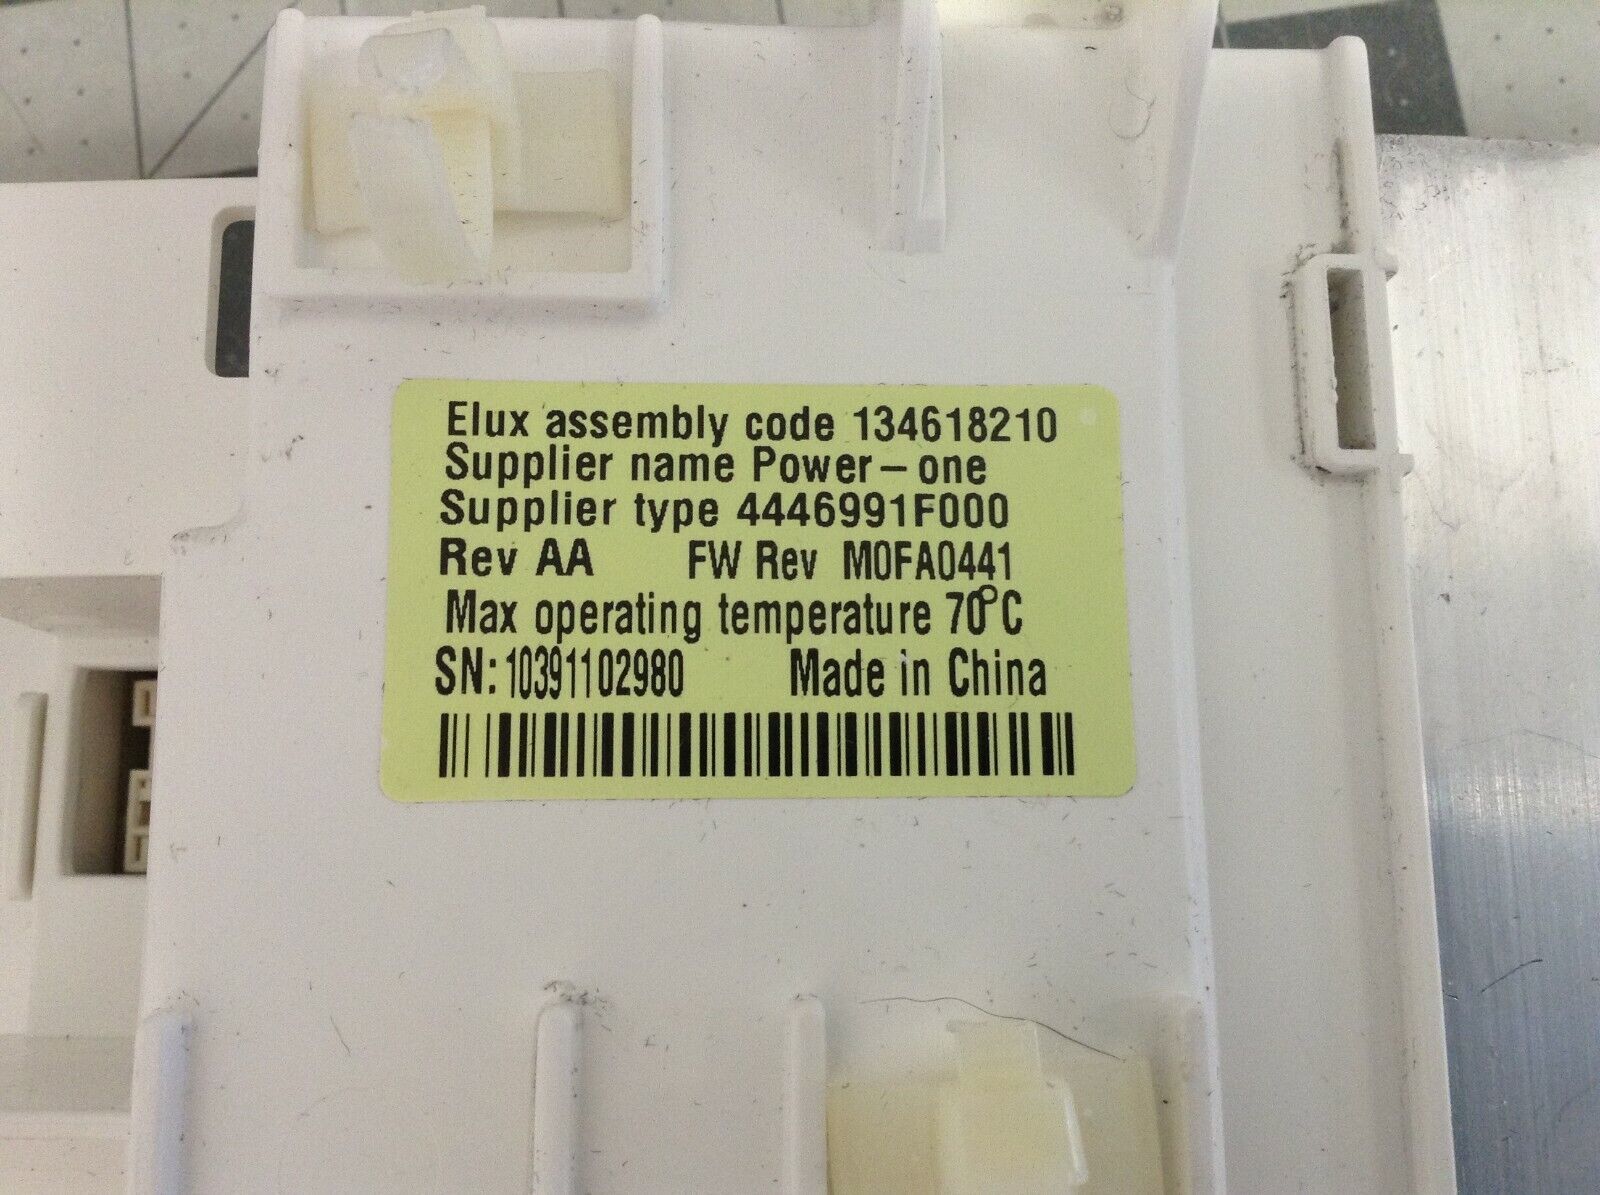 Elux assembly code 134618210
Supplier name Power-one
Supplier type 4446991F000
Rev AA FW Rev M0FA0441
Max operating temperature 70°C
SN:10391102980 Made in China